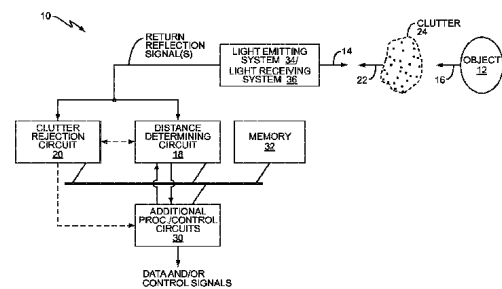 10
RETURN
REFLECTION
SIGNAL(S)
LIGHT EMITTING
SYSTEM 34/
LIGHT RECEIVING
SYSTEM 36
14
CLUTTER
24
22
16
OBJECT
12
CLUTTER
REJECTION
CIRCUIT
20
DISTANCE
DETERMINING
CIRCUIT
18
MEMORY
32
ADDITIONAL
PROC./CONTROL
CIRCUITS
30
DATA AND/OR
CONTROL SIGNALS